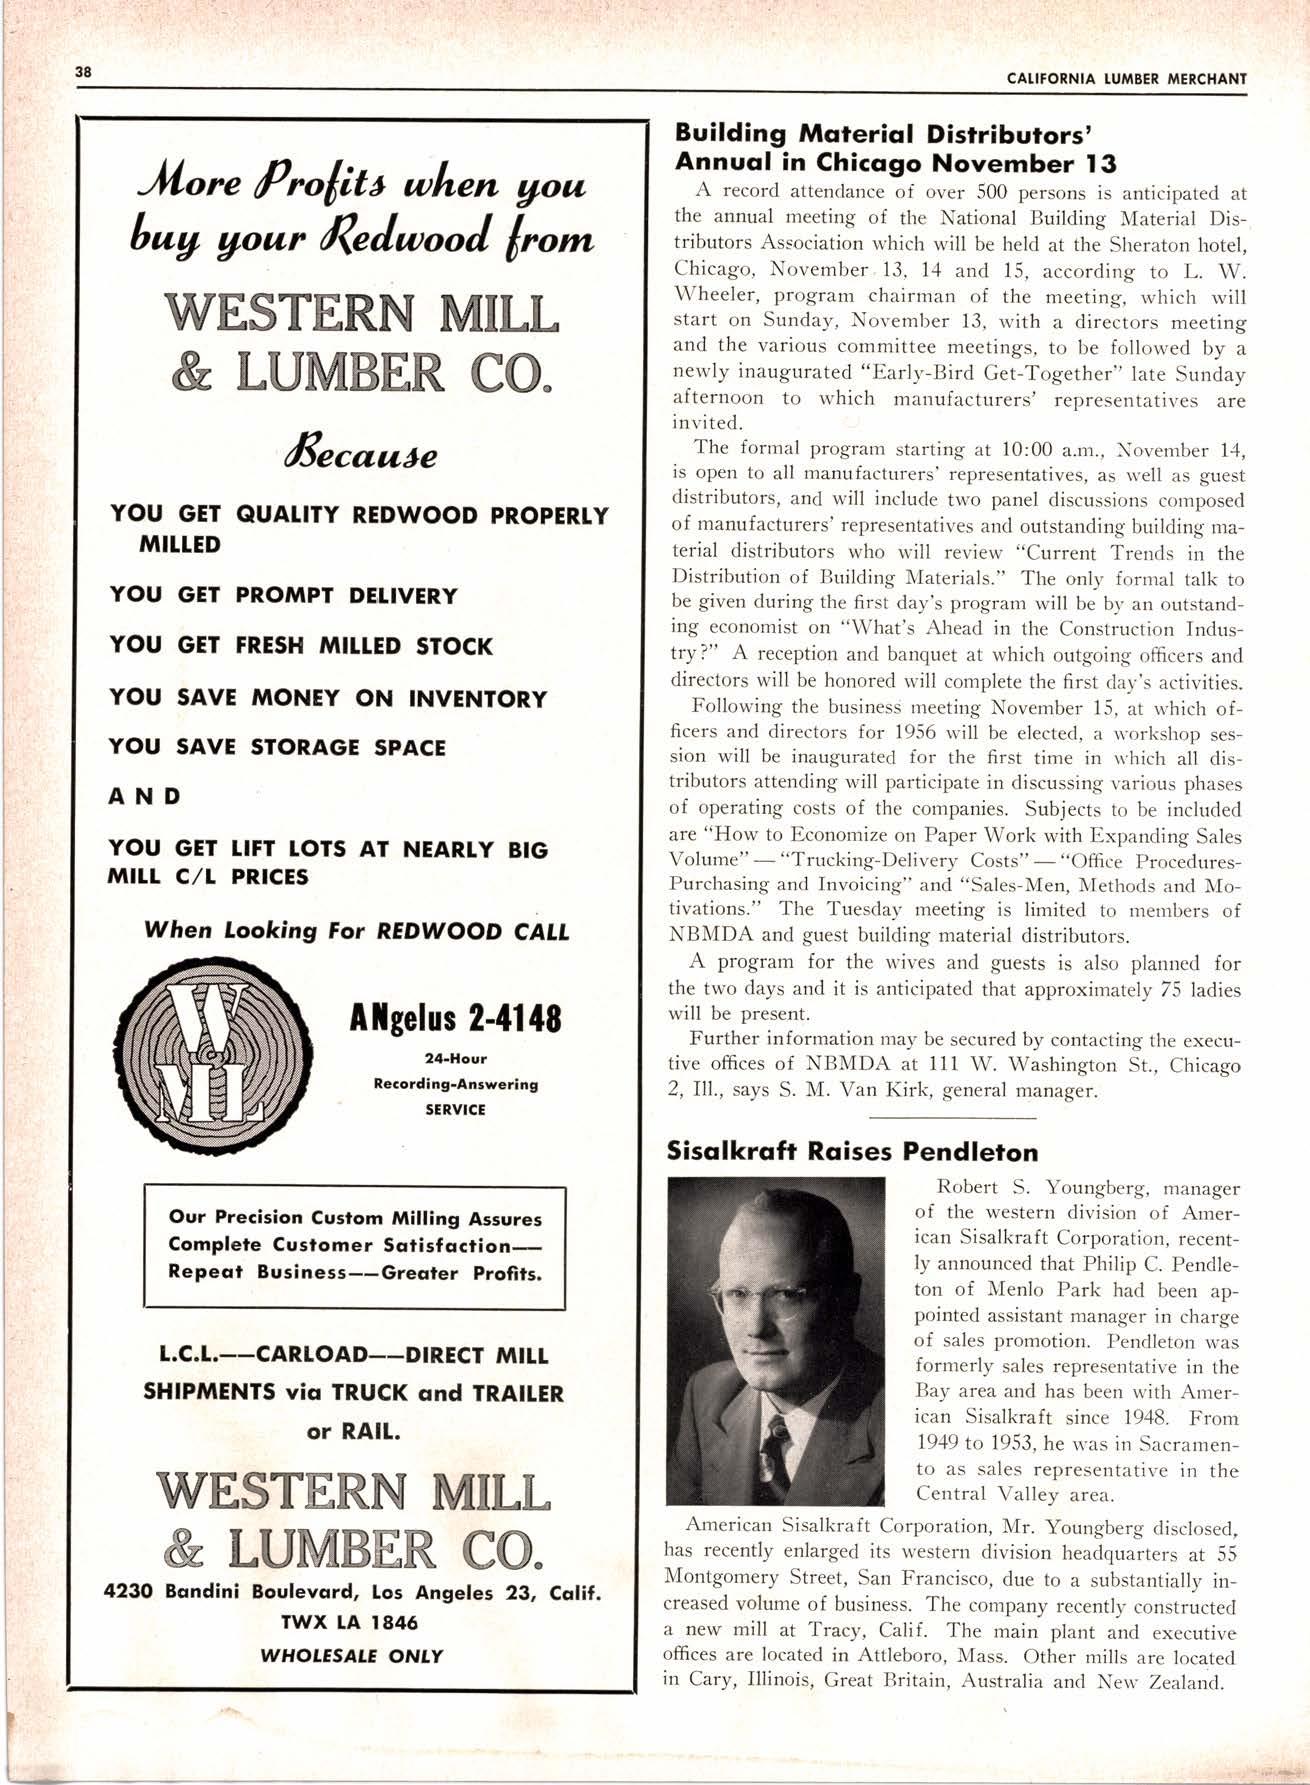 38
CALIFORNIA LUMBER MERCHANT
More Profits when you
buy your Redwood from
WESTERN MILL
& LUMBER CO.
Because
YOU GET QUALITY REDWOOD PROPERLY
MILLED
YOU GET PROMPT DELIVERY
YOU GET FRESH MILLED STOCK
YOU SAVE MONEY ON INVENTORY
YOU SAVE STORAGE SPACE
AND
YOU GET LIFT LOTS AT NEARLY BIG
MILL C/L PRICES
When Looking For REDWOOD CALL
W
ML
ANgelus 2-4148
24-Hour
Recording-Answering
SERVICE
Our Precision Custom Milling Assures
Complete Customer Satisfaction——
Repeat Business——Greater Profits.
L.C.L.——CARLOAD——DIRECT MILL
SHIPMENTS via TRUCK and TRAILER
or RAIL.
WESTERN MILL
& LUMBER CO.
4230 Bandini Boulevard, Los Angeles 23, Calif.
TWX LA 1846
WHOLESALE ONLY
Building Material Distributors'
Annual in Chicago November 13
A record attendance of over 500 persons is anticipated at
the annual meeting of the National Building Material Dis-
tributors Association which will be held at the Sheraton hotel,
Chicago, November 13, 14 and 15, according to L. W.
Wheeler, program chairman of the meeting, which will
start on Sunday, November 13, with a directors meeting
and the various committee meetings, to be followed by a
newly inaugurated "Early-Bird Get-Together" late Sunday
afternoon to which manufacturers' representatives are
invited.
The formal program starting at 10:00 a.m., November 14,
is open to all manufacturers' representatives, as well as guest
distributors, and will include two panel discussions composed
of manufacturers' representatives and outstanding building ma-
terial distributors who will review "Current Trends in the
Distribution of Building Materials." The only formal talk to
be given during the first day's program will be by an outstand-
ing economist on "What's Ahead in the Construction Indus-
try?" A reception and banquet at which outgoing officers and
directors will be honored will complete the first day's activities.
Following the business meeting November 15, at which of-
ficers and directors for 1956 will be elected, a workshop ses-
sion will be inaugurated for the first time in which all dis-
tributors attending will participate in discussing various phases
of operating costs of the companies. Subjects to be included
are "How to Economize on Paper Work with Expanding Sales
Volume" — "Trucking-Delivery Costs" — "Office Procedures-
Purchasing and Invoicing" and "Sales-Men, Methods and Mo-
tivations." The Tuesday meeting is limited to members of
NBMDA and guest building material distributors.
A program for the wives and guests is also planned for
the two days and it is anticipated that approximately 75 ladies
will be present.
Further information may be secured by contacting the execu-
tive offices of NBMDA at 111 W. Washington St., Chicago
2, Ill., says S. M. Van Kirk, general manager.
Sisalkraft Raises Pendleton
Robert S. Youngberg, manager
of the western division of Amer-
ican Sisalkraft Corporation, recent-
ly announced that Philip C. Pendle-
ton of Menlo Park had been ap-
pointed assistant manager in charge
of sales promotion. Pendleton was
formerly sales representative in the
Bay area and has been with Amer-
ican Sisalkraft since 1948. From
1949 to 1953, he was in Sacramen-
to as sales representative in the
Central Valley area.
American Sisalkraft Corporation, Mr. Youngberg disclosed,
has recently enlarged its western division headquarters at 55
Montgomery Street, San Francisco, due to a substantially in-
creased volume of business. The company recently constructed
a new mill at Tracy, Calif. The main plant and executive
offices are located in Attleboro, Mass. Other mills are located
in Cary, Illinois, Great Britain, Australia and New Zealand.